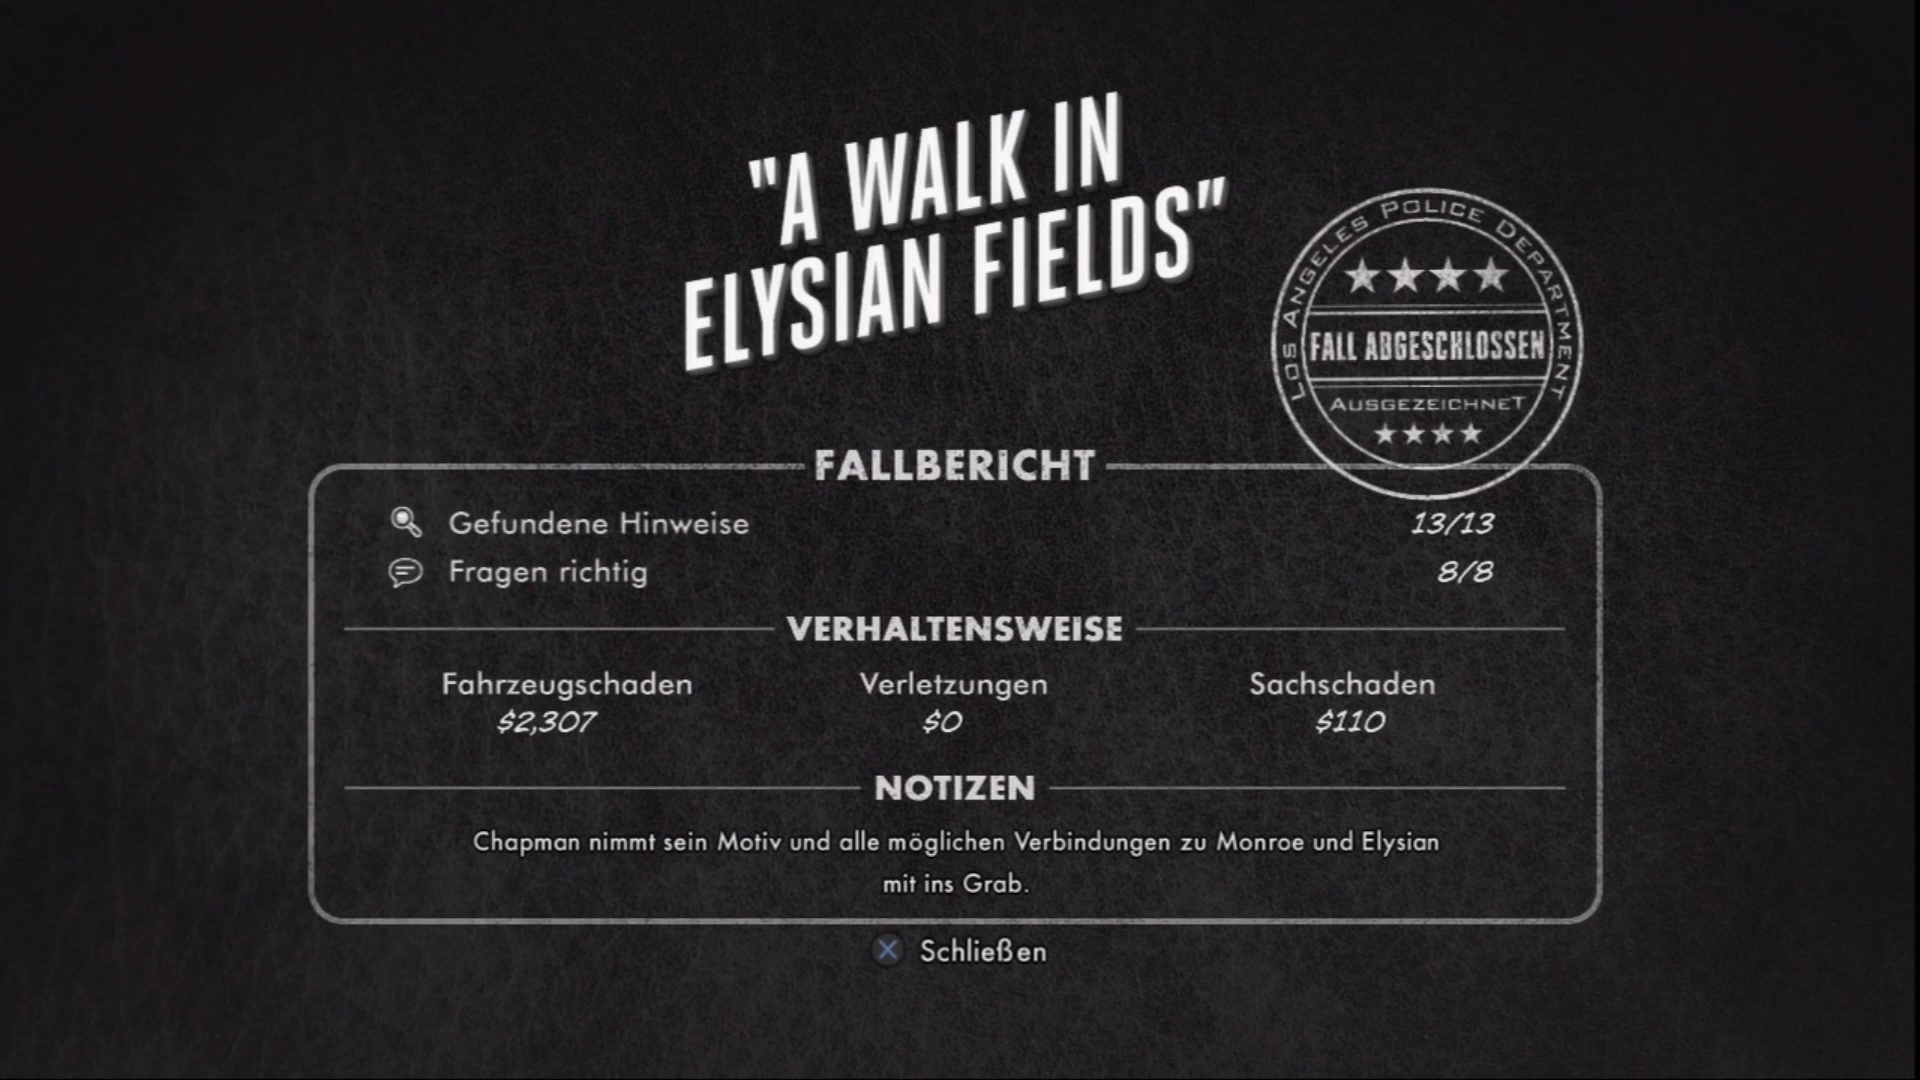 "A WALK IN
ELYSIAN FIELDS"
LOS ANGELES POLICE DEPARTMENT
FALL ABGESCHLOSSEN
AUSGEZEICHNET
FALLBERICHT
Gefundene Hinweise 13/13
Fragen richtig 8/8
VERHALTENSWEISE
Fahrzeugschaden Verletzungen Sachschaden
$2,307 $0 $110
NOTIZEN
Chapman nimmt sein Motiv und alle möglichen Verbindungen zu Monroe und Elysian
mit ins Grab.
Schließen